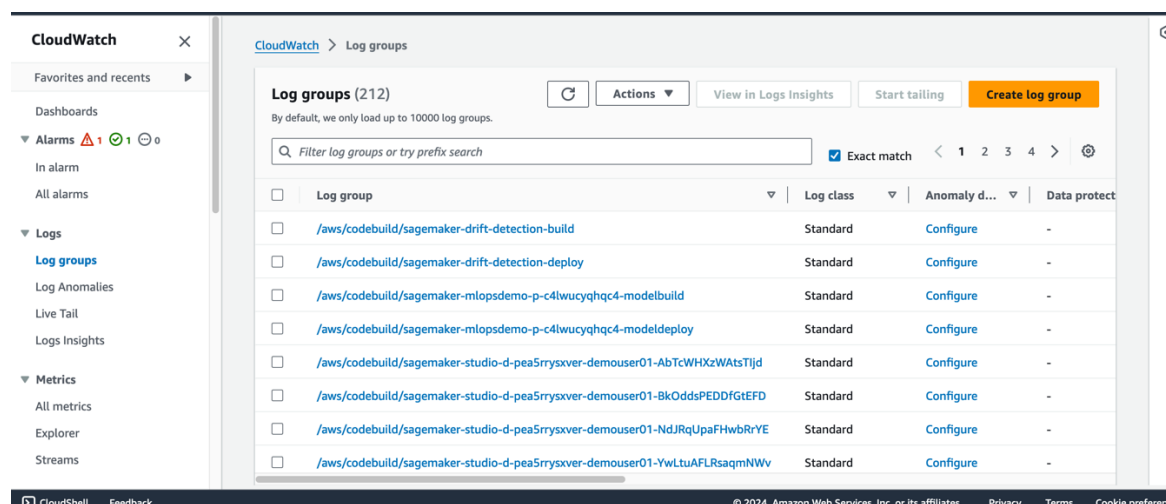 CloudWatch
Favorites and recents
Dashboards
Alarms 1 1 0
In alarm
All alarms
Logs
Log groups
Log Anomalies
Live Tail
Logs Insights
Metrics
All metrics
Explorer
Streams
CloudWatch > Log groups
Log groups (212)
Actions
View in Logs Insights
Start tailing
Create log group
By default, we only load up to 10000 log groups.
Filter log groups or try prefix search
Exact match
< 1 2 3 4 >
Log group Log class Anomaly d... Data protect
/aws/codebuild/sagemaker-drift-detection-build Standard Configure -
/aws/codebuild/sagemaker-drift-detection-deploy Standard Configure -
/aws/codebuild/sagemaker-mlopsdemo-p-c4lwucyqhqc4-modelbuild Standard Configure -
/aws/codebuild/sagemaker-mlopsdemo-p-c4lwucyqhqc4-modeldeploy Standard Configure -
/aws/codebuild/sagemaker-studio-d-pea5rrysxver-demouser01-AbTcWHXzWAtsTIjd Standard Configure -
/aws/codebuild/sagemaker-studio-d-pea5rrysxver-demouser01-BkOddsPEDDfGtEFD Standard Configure -
/aws/codebuild/sagemaker-studio-d-pea5rrysxver-demouser01-NdJRqUpaFHwbRrYE Standard Configure -
/aws/codebuild/sagemaker-studio-d-pea5rrysxver-demouser01-YwLtuAFLRsaqmNWv Standard Configure -
CloudShell Feedback © 2024, Amazon Web Services, Inc. or its affiliates. Privacy Terms Cookie prefere